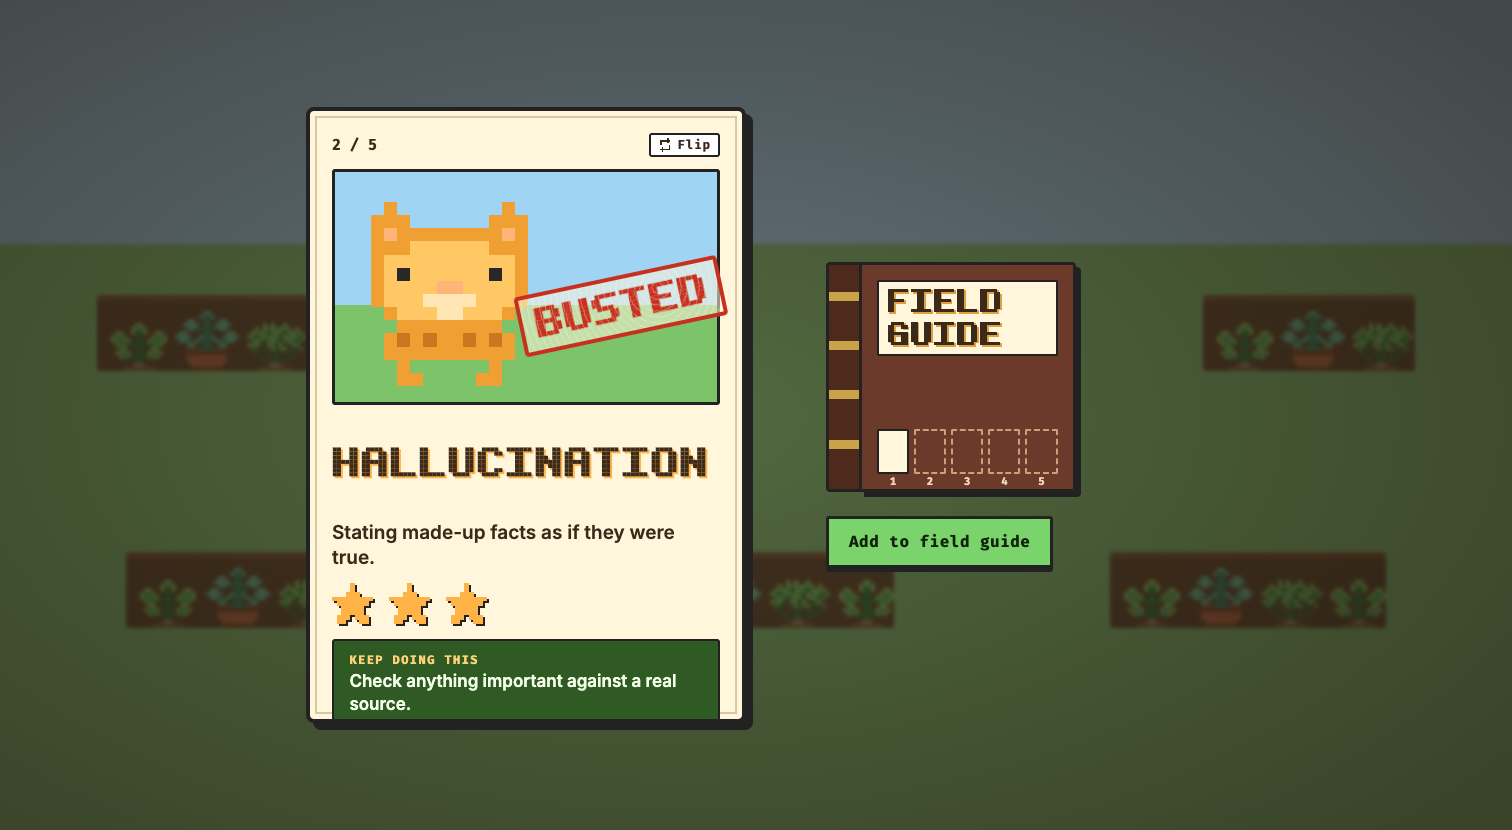 2 / 5
Flip
BUSTED
HALLUCINATION
Stating made-up facts as if they were
true.
KEEP DOING THIS
Check anything important against a real
source.
FIELD
GUIDE
1 2 3 4 5
Add to field guide